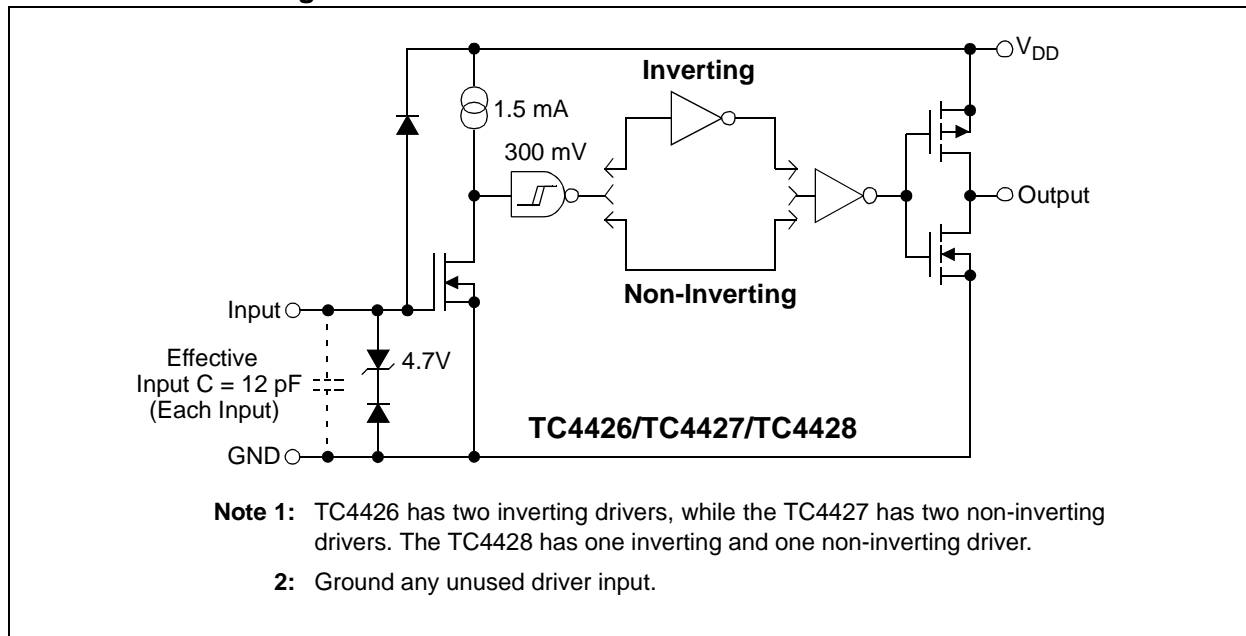 V_DD
Inverting
1.5 mA
300 mV
Output
Non-Inverting
Input
Effective
Input C = 12 pF
(Each Input)
4.7V
TC4426/TC4427/TC4428
GND
Note 1: TC4426 has two inverting drivers, while the TC4427 has two non-inverting
drivers. The TC4428 has one inverting and one non-inverting driver.
2: Ground any unused driver input.